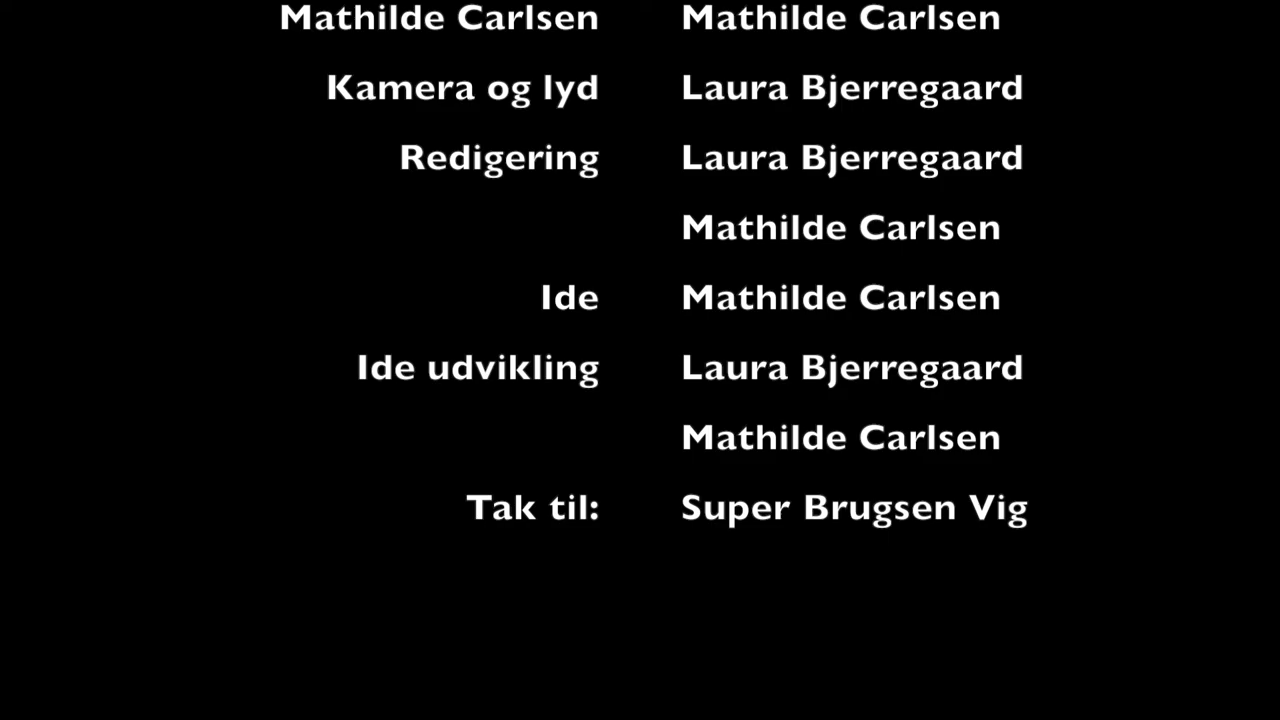 Mathilde Carlsen Mathilde Carlsen
Kamera og lyd Laura Bjerregaard
Redigering Laura Bjerregaard
Mathilde Carlsen
Ide Mathilde Carlsen
Ide udvikling Laura Bjerregaard
Mathilde Carlsen
Tak til: Super Brugsen Vig